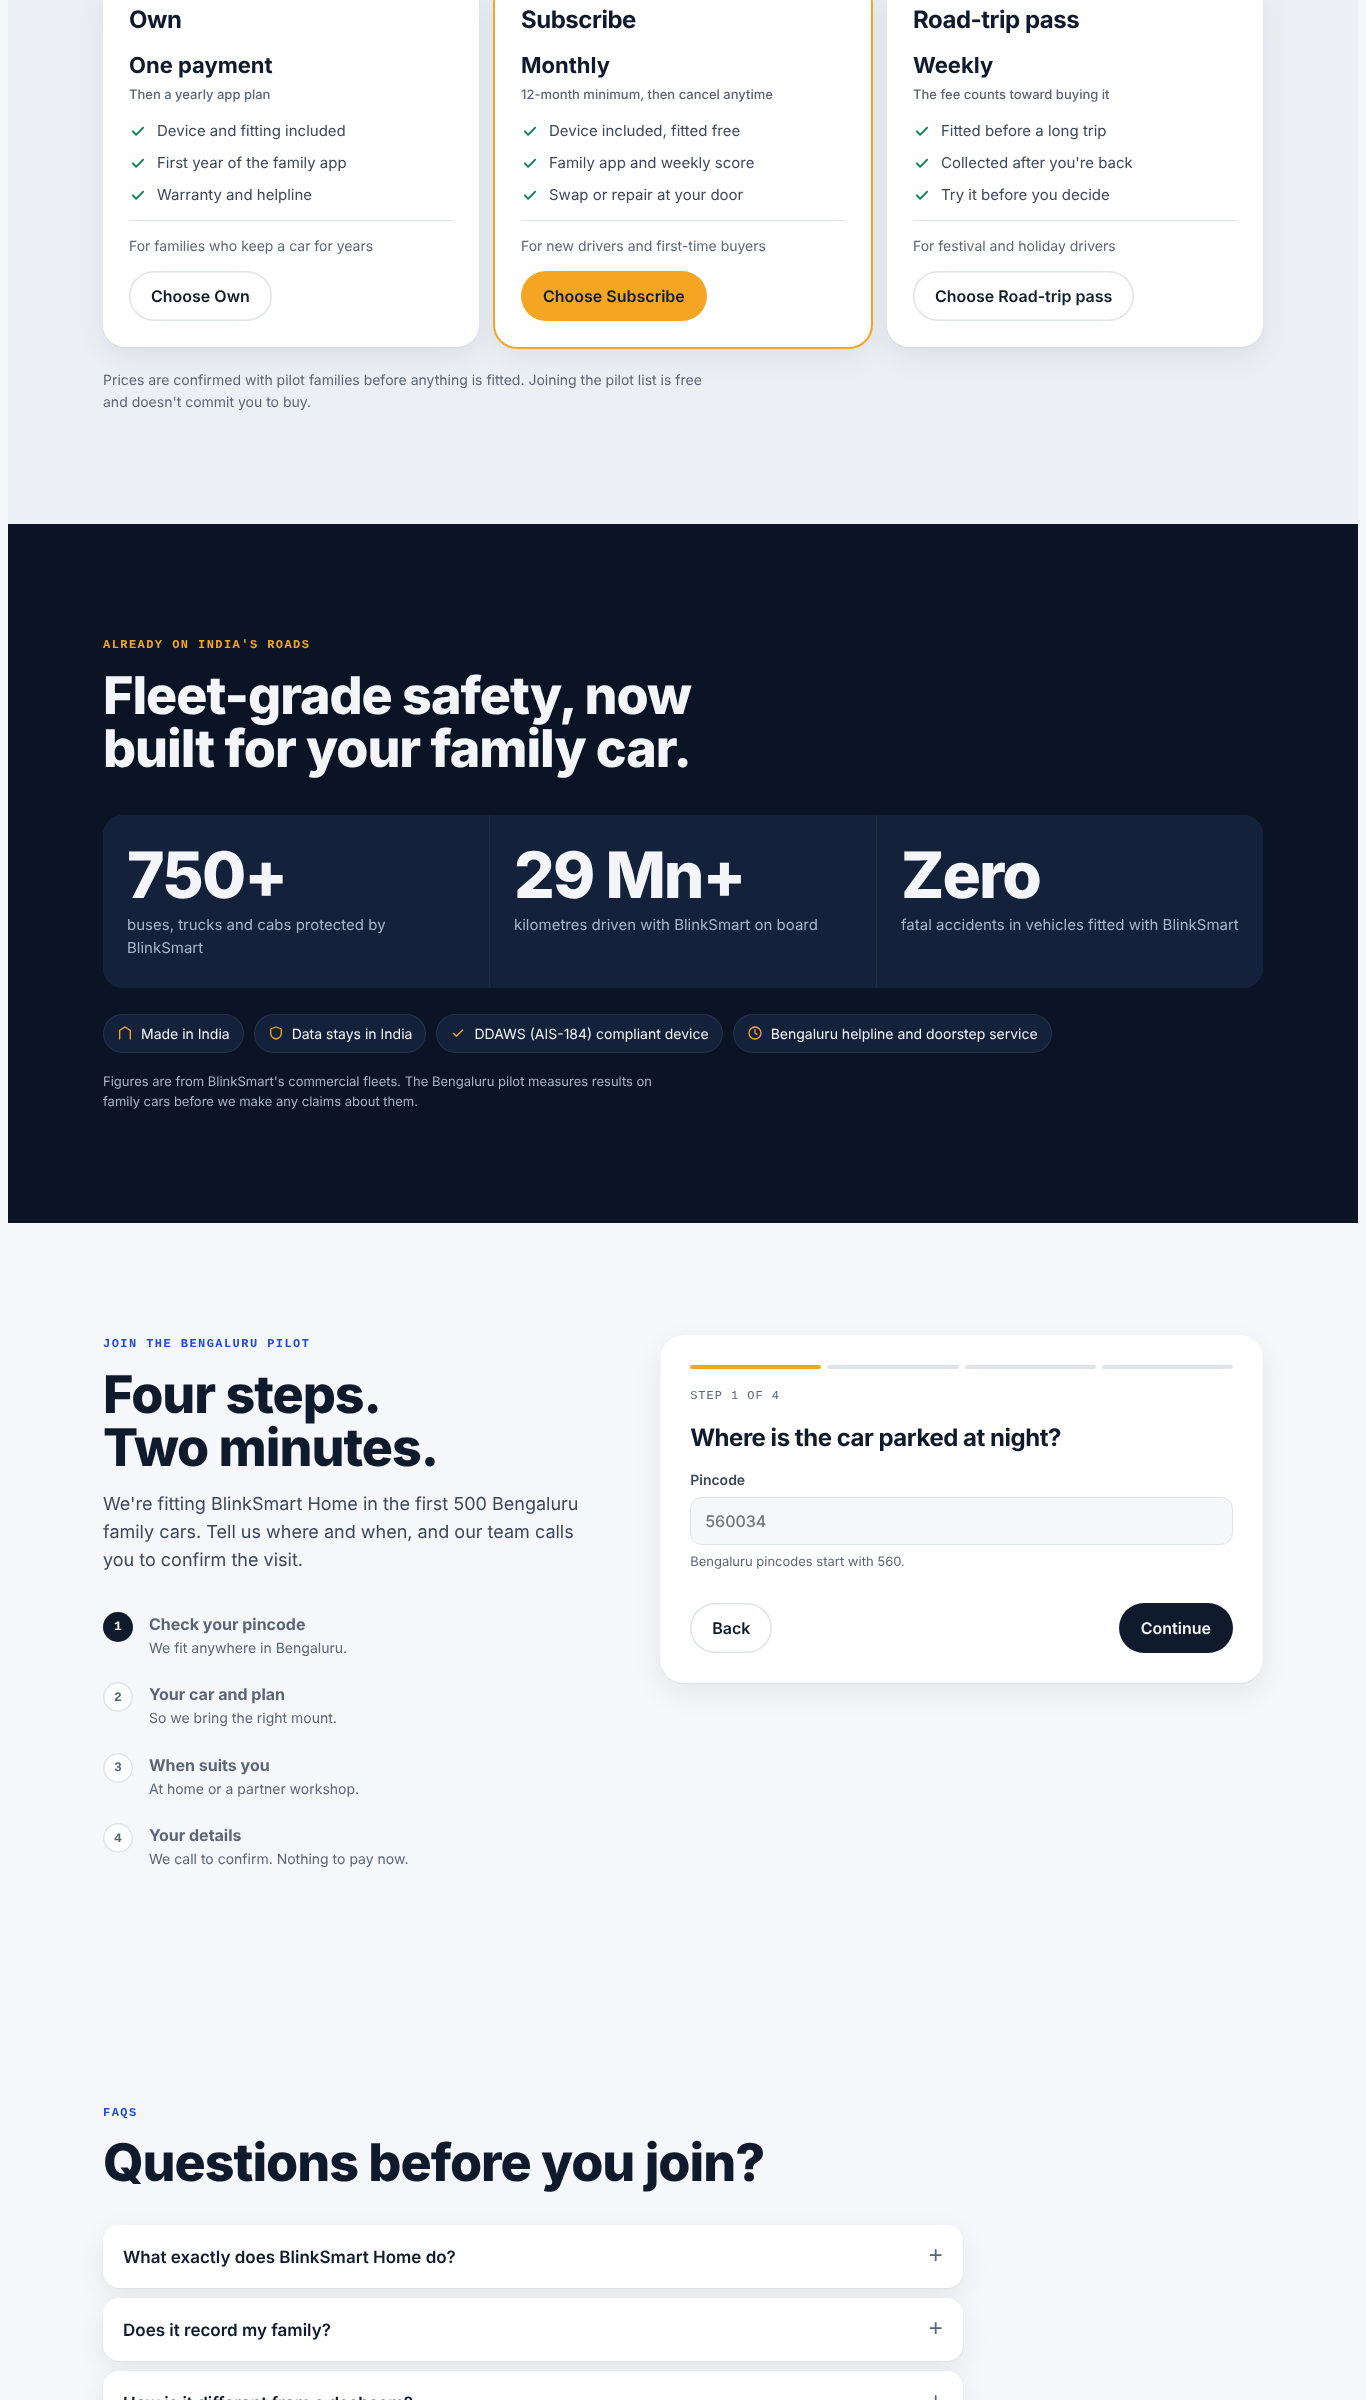 Own
One payment
Then a yearly app plan
Device and fitting included
First year of the family app
Warranty and helpline
For families who keep a car for years
Choose Own
Subscribe
Monthly
12-month minimum, then cancel anytime
Device included, fitted free
Family app and weekly score
Swap or repair at your door
For new drivers and first-time buyers
Choose Subscribe
Road-trip pass
Weekly
The fee counts toward buying it
Fitted before a long trip
Collected after you're back
Try it before you decide
For festival and holiday drivers
Choose Road-trip pass
Prices are confirmed with pilot families before anything is fitted. Joining the pilot list is free
and doesn't commit you to buy.
ALREADY ON INDIA'S ROADS
Fleet-grade safety, now
built for your family car.
750+
buses, trucks and cabs protected by
BlinkSmart
29 Mn+
kilometres driven with BlinkSmart on board
Zero
fatal accidents in vehicles fitted with BlinkSmart
Made in India
Data stays in India
DDAWS (AIS-184) compliant device
Bengaluru helpline and doorstep service
Figures are from BlinkSmart's commercial fleets. The Bengaluru pilot measures results on
family cars before we make any claims about them.
JOIN THE BENGALURU PILOT
Four steps.
Two minutes.
We're fitting BlinkSmart Home in the first 500 Bengaluru
family cars. Tell us where and when, and our team calls
you to confirm the visit.
1
Check your pincode
We fit anywhere in Bengaluru.
2
Your car and plan
So we bring the right mount.
3
When suits you
At home or a partner workshop.
4
Your details
We call to confirm. Nothing to pay now.
STEP 1 OF 4
Where is the car parked at night?
Pincode
560034
Bengaluru pincodes start with 560.
Back
Continue
FAQS
Questions before you join?
What exactly does BlinkSmart Home do?
+
Does it record my family?
+
How is it different from a dashcam?